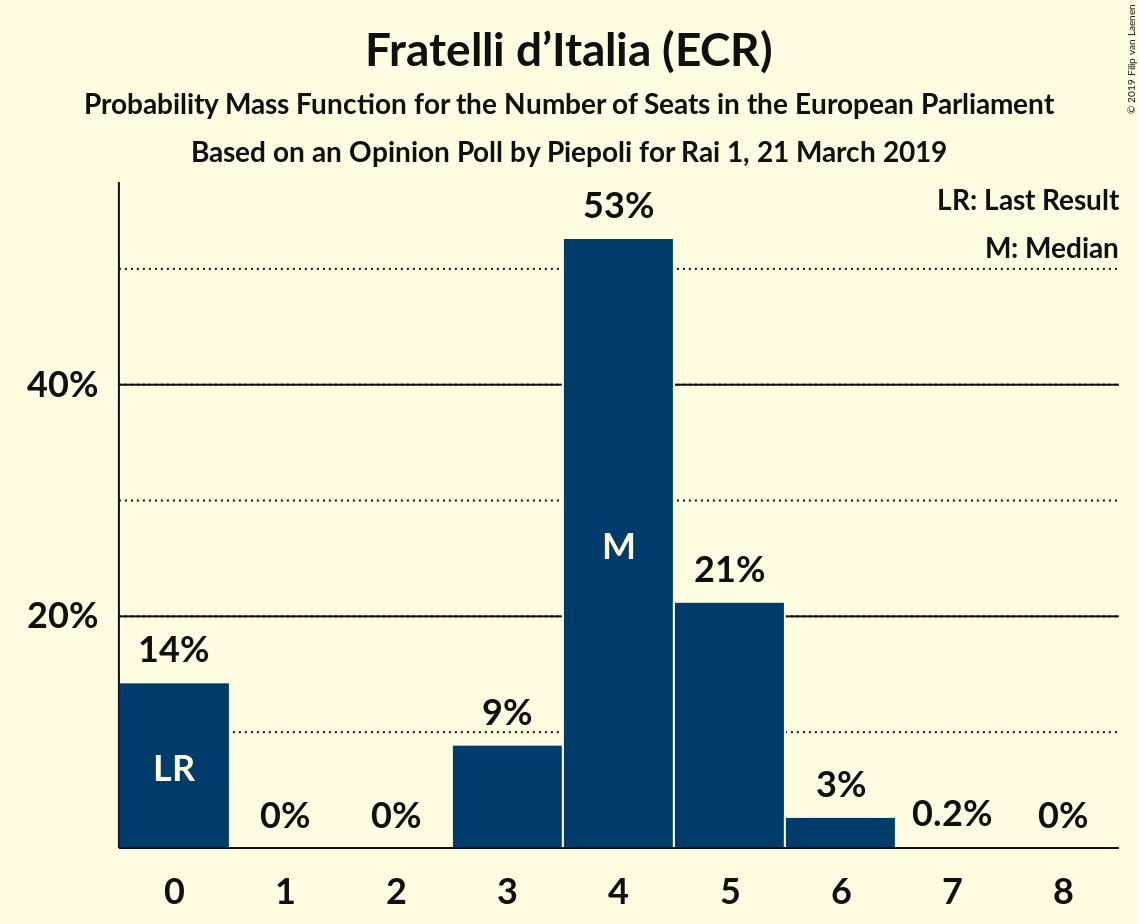 Fratelli d’Italia (ECR)
Probability Mass Function for the Number of Seats in the European Parliament
Based on an Opinion Poll by Piepoli for Rai 1, 21 March 2019
© 2019 Filip van Laenen
LR: Last Result
M: Median
53%
40%
M
21%
20%
14%
9%
LR
3%
0%
0%
0.2%
0%
0 1 2 3 4 5 6 7 8